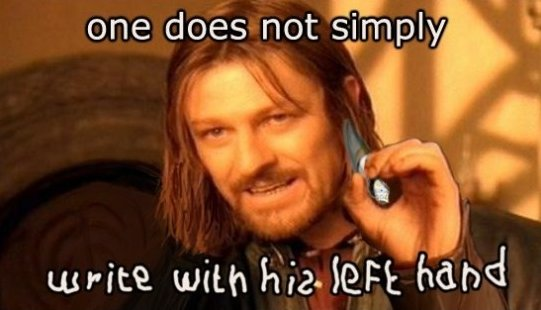 one does not simply
write with his left hand